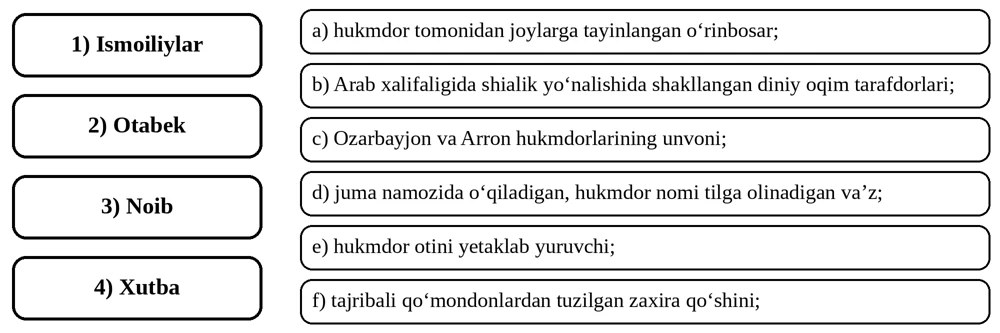 1) Ismoiliylar
2) Otabek
3) Noib
4) Xutba
a) hukmdor tomonidan joylarga tayinlangan o‘rinbosar;
b) Arab xalifaligida shialik yo‘nalishida shakllangan diniy oqim tarafdorlari;
c) Ozarbayjon va Arron hukmdorlarining unvoni;
d) juma namozida o‘qiladigan, hukmdor nomi tilga olinadigan va’z;
e) hukmdor otini yetaklab yuruvchi;
f) tajribali qo‘mondonlardan tuzilgan zaxira qo‘shini;